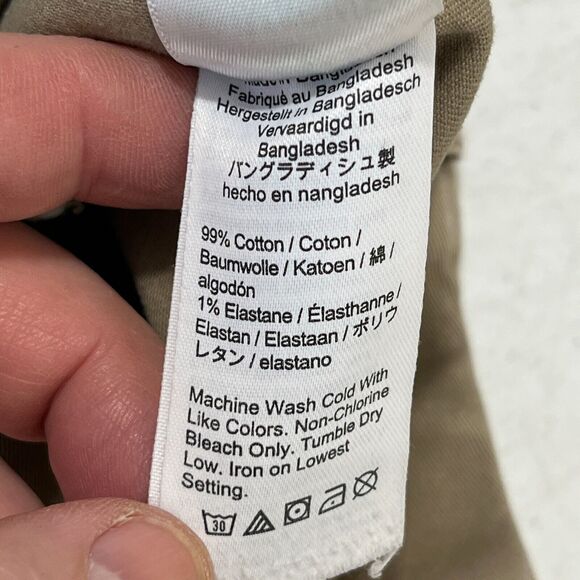 Made in Bangladesh
Fabriqué au Bangladesh
Hergestellt in Bangladesch
Vervaardigd in
Bangladesh
バングラディシュ製
hecho en nangladesh
99% Cotton / Coton /
Baumwolle / Katoen / 綿 /
algodón
1% Elastane / Élasthanne /
Elastan / Elastaan / ポリウ
レタン / elastano
Machine Wash Cold With
Like Colors. Non-Chlorine
Bleach Only. Tumble Dry
Low. Iron on Lowest
Setting.
30